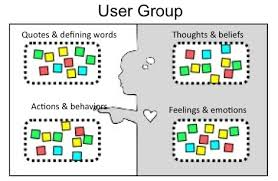 User Group
Quotes & defining words
Thoughts & beliefs
Actions & behaviors
Feelings & emotions